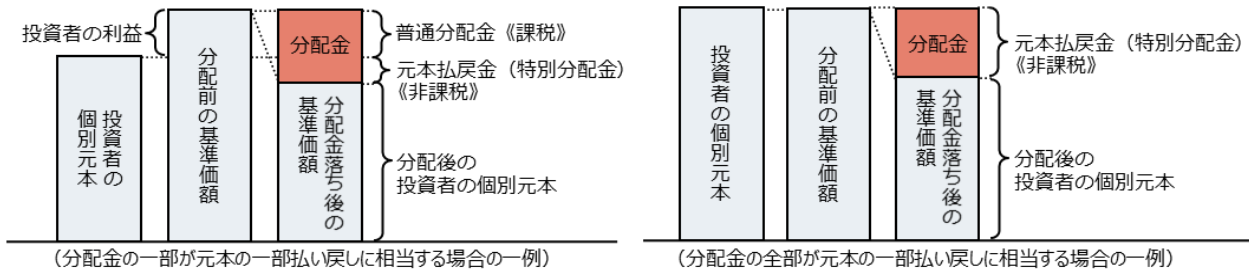 投資者の利益
投資者の
個別元本
分配前の基準価額
分配金
分配金落ち後の
基準価額
普通分配金《課税》
元本払戻金（特別分配金）
《非課税》
分配後の
投資者の個別元本
（分配金の一部が元本の一部払い戻しに相当する場合の一例）
投資者の個別元本
分配前の基準価額
分配金
分配金落ち後の
基準価額
元本払戻金（特別分配金）
《非課税》
分配後の
投資者の個別元本
（分配金の全部が元本の一部払い戻しに相当する場合の一例）